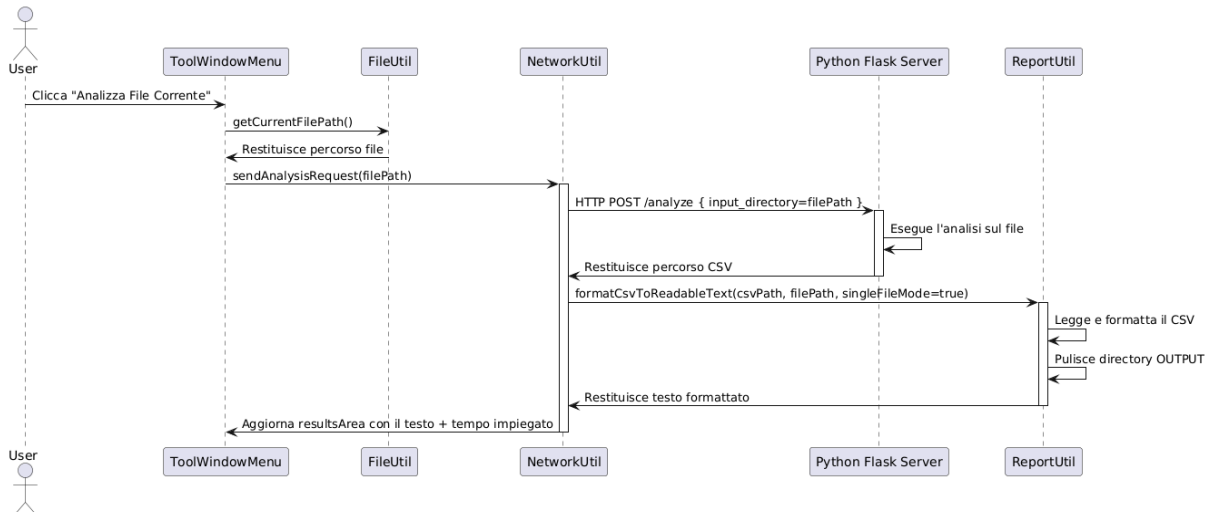 User
ToolWindowMenu
FileUtil
NetworkUtil
Python Flask Server
ReportUtil
Clicca "Analizza File Corrente"
getCurrentFilePath()
Restituisce percorso file
sendAnalysisRequest(filePath)
HTTP POST /analyze { input_directory=filePath }
Esegue l'analisi sul file
Restituisce percorso CSV
formatCsvToReadableText(csvPath, filePath, singleFileMode=true)
Legge e formatta il CSV
Pulisce directory OUTPUT
Restituisce testo formattato
Aggiorna resultsArea con il testo + tempo impiegato
User
ToolWindowMenu
FileUtil
NetworkUtil
Python Flask Server
ReportUtil